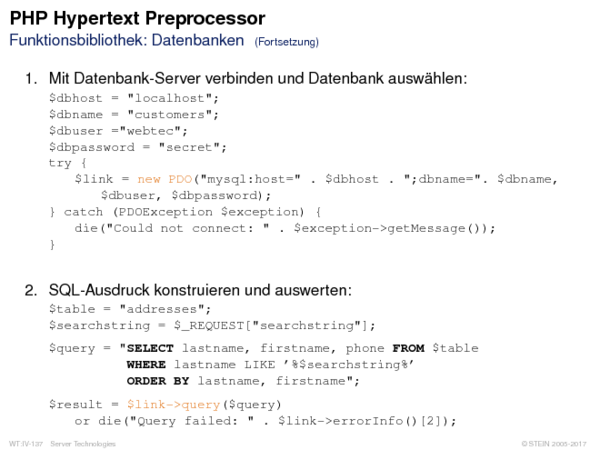 PHP Hypertext Preprocessor
Funktionsbibliothek: Datenbanken (Fortsetzung)
1. Mit Datenbank-Server verbinden und Datenbank auswählen:
$dbhost = "localhost";
$dbname = "customers";
$dbuser ="webtec";
$dbpassword = "secret";
try {
$link = new PDO("mysql:host=" . $dbhost . ";dbname=". $dbname,
$dbuser, $dbpassword);
} catch (PDOException $exception) {
die("Could not connect: " . $exception->getMessage());
}
2. SQL-Ausdruck konstruieren und auswerten:
$table = "addresses";
$searchstring = $_REQUEST["searchstring"];
$query = "SELECT lastname, firstname, phone FROM $table
WHERE lastname LIKE ’%$searchstring%’
ORDER BY lastname, firstname";
$result = $link->query($query)
or die("Query failed: " . $link->errorInfo()[2]);
WT:IV-137 Server Technologies © STEIN 2005-2017